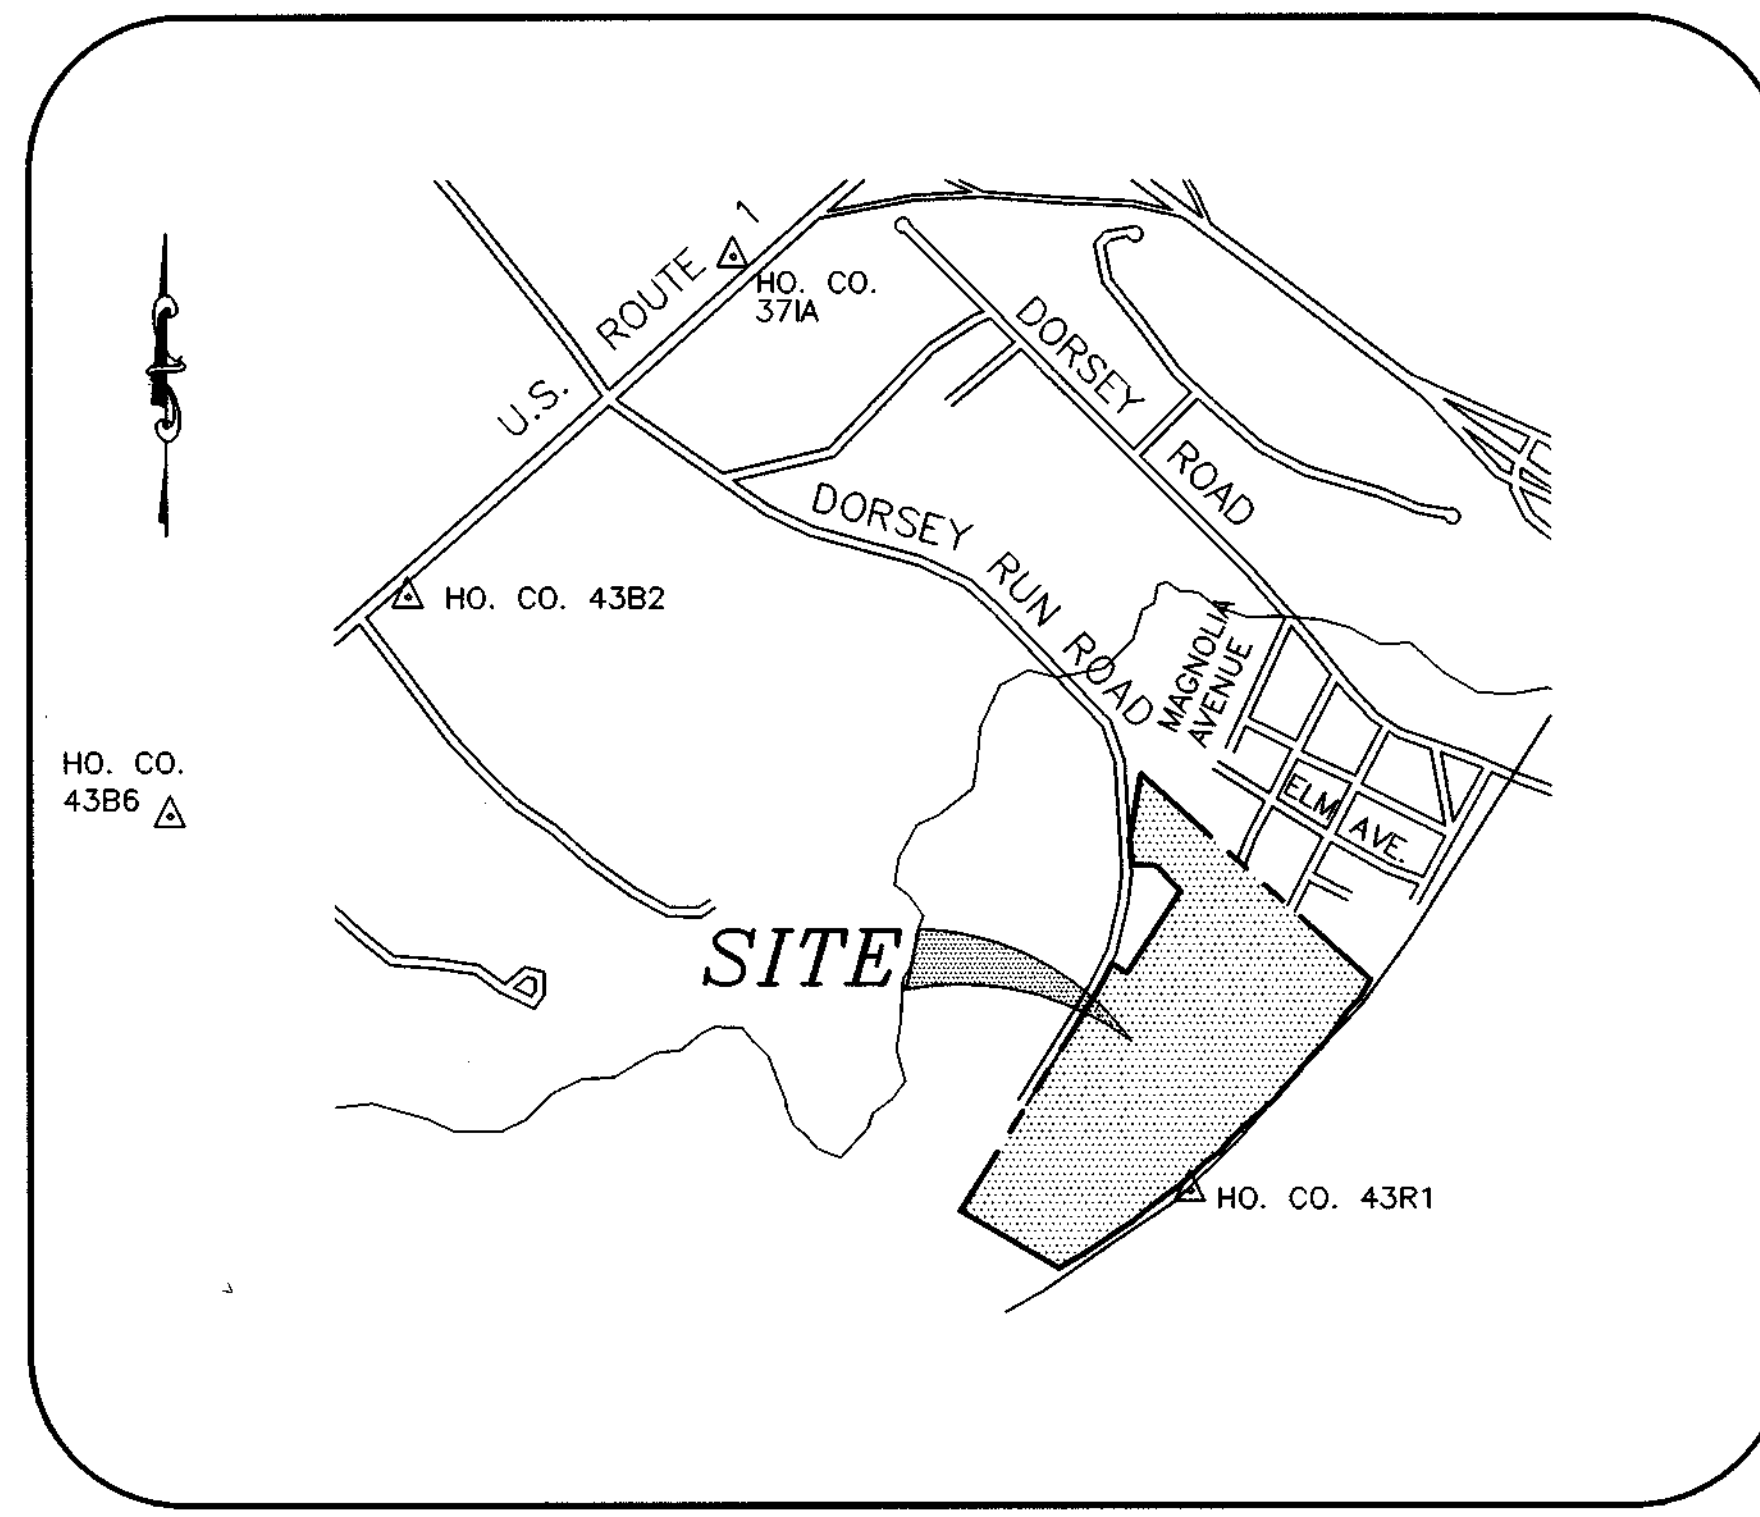 U.S. ROUTE 1
HO. CO.
371A
DORSEY ROAD
DORSEY RUN ROAD
HO. CO. 43B2
MAGNOLIA
AVENUE
HO. CO.
43B6
ELM AVE.
SITE
HO. CO. 43R1